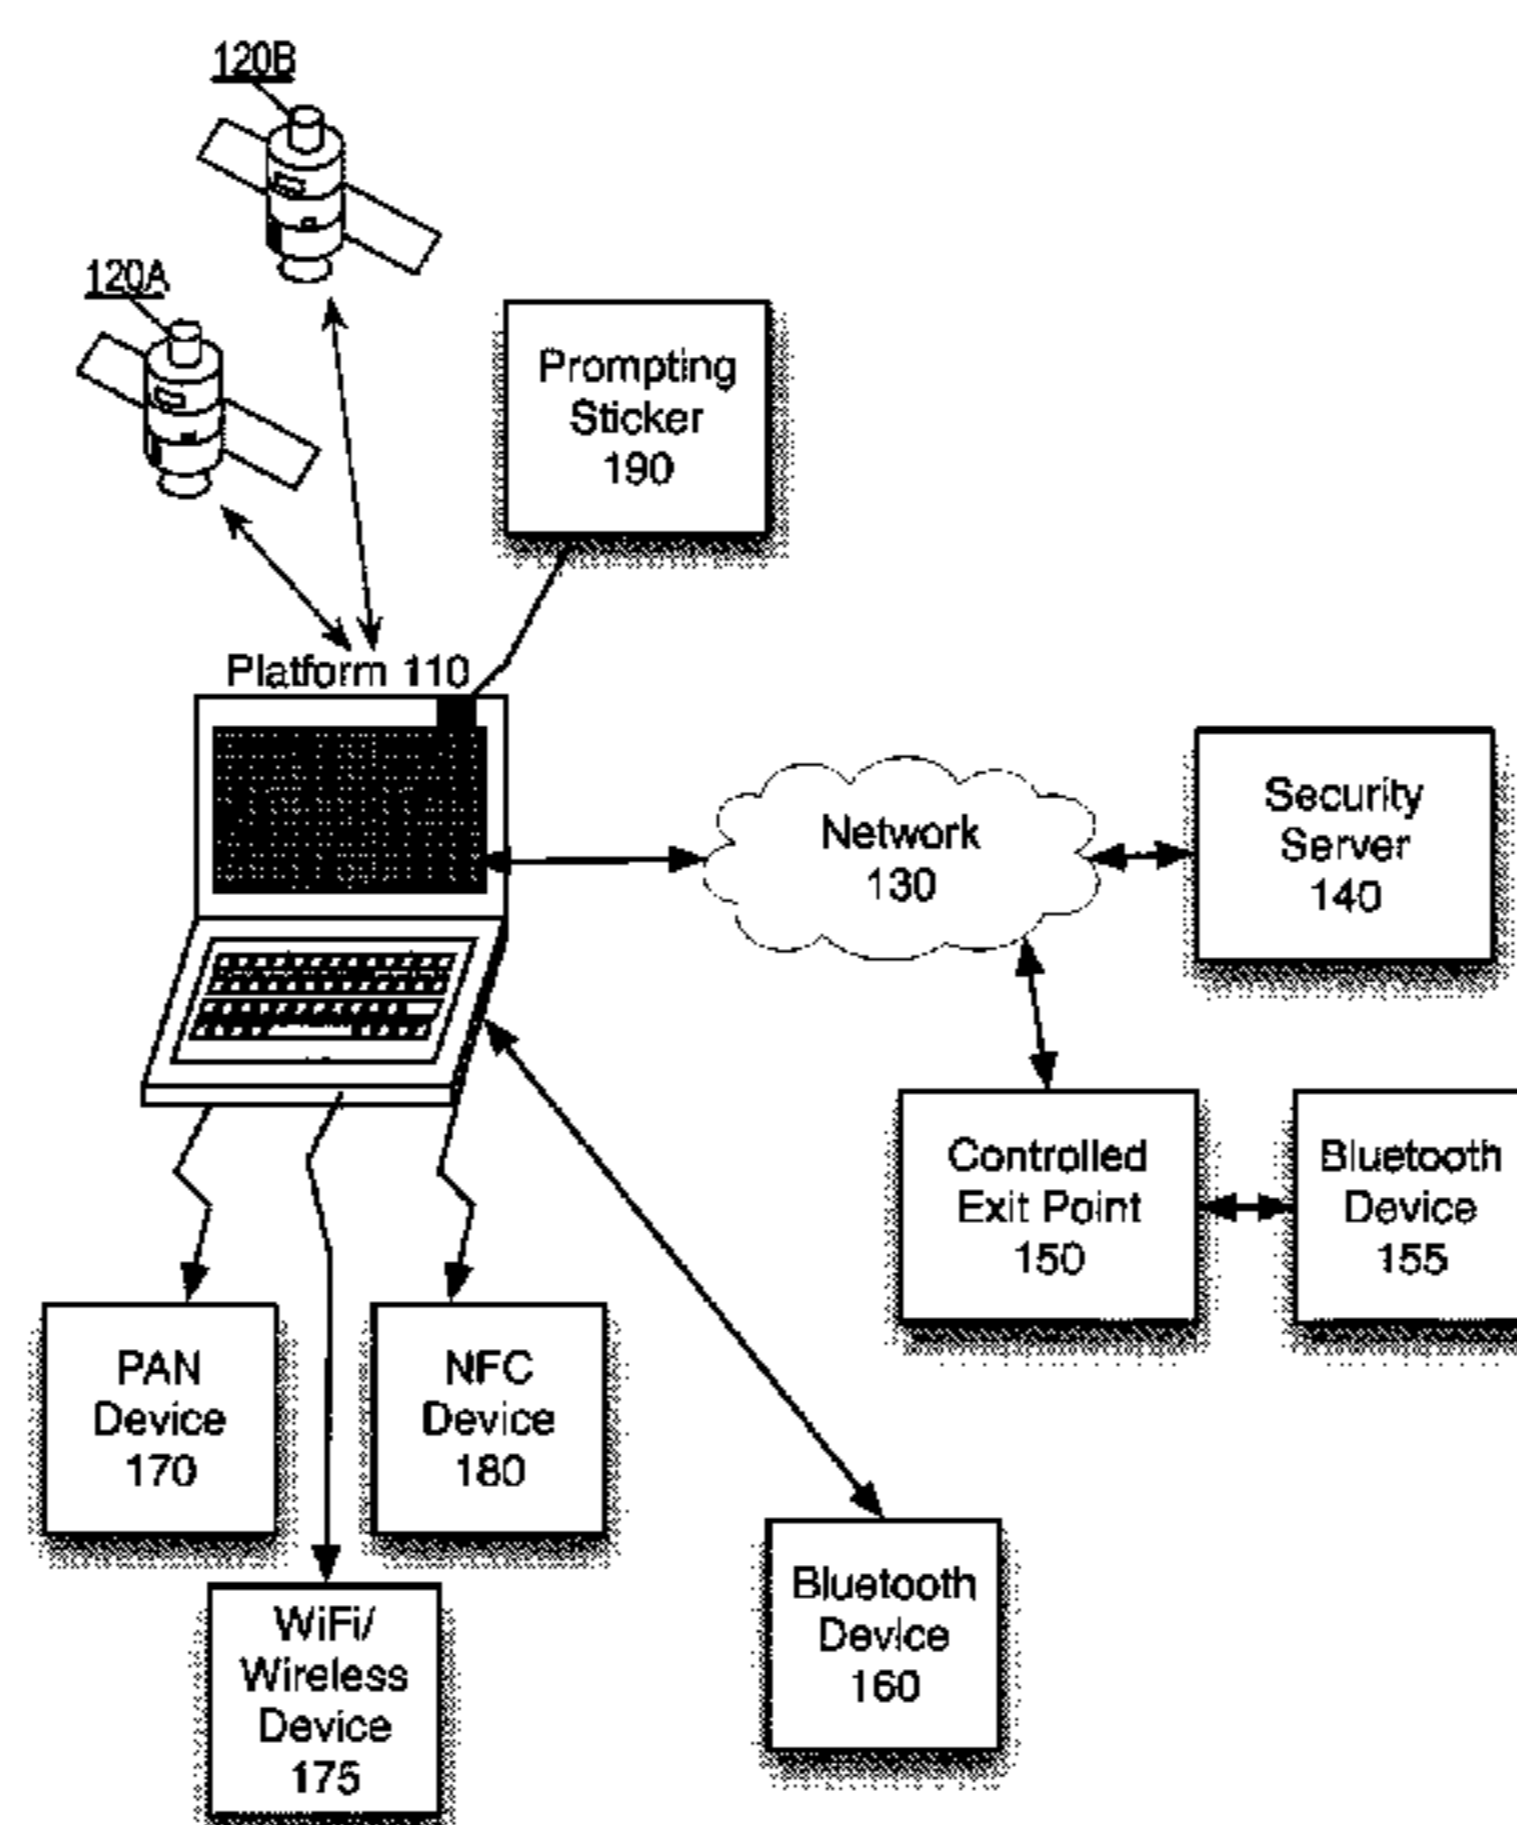 120B
120A
Prompting
Sticker
190
Platform 110
Network
130
Security
Server
140
Controlled
Exit Point
150
Bluetooth
Device
155
PAN
Device
170
NFC
Device
180
WiFi/
Wireless
Device
175
Bluetooth
Device
160